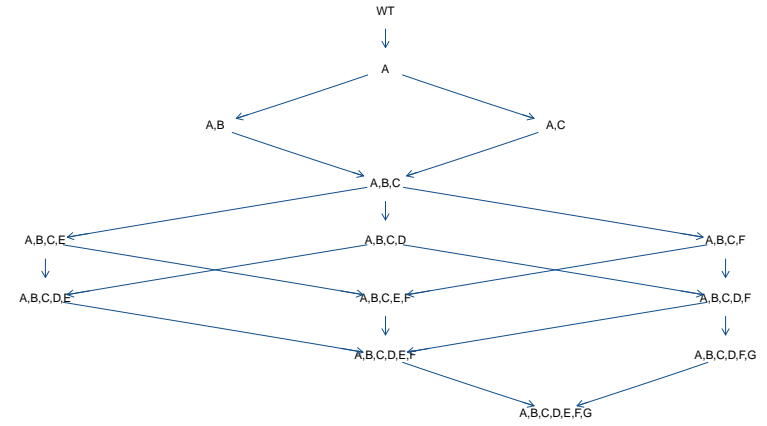 WT
A
A,B
A,C
A,B,C
A,B,C,E
A,B,C,D
A,B,C,F
A,B,C,D,E
A,B,C,E,F
A,B,C,D,F
A,B,C,D,E,F
A,B,C,D,F,G
A,B,C,D,E,F,G